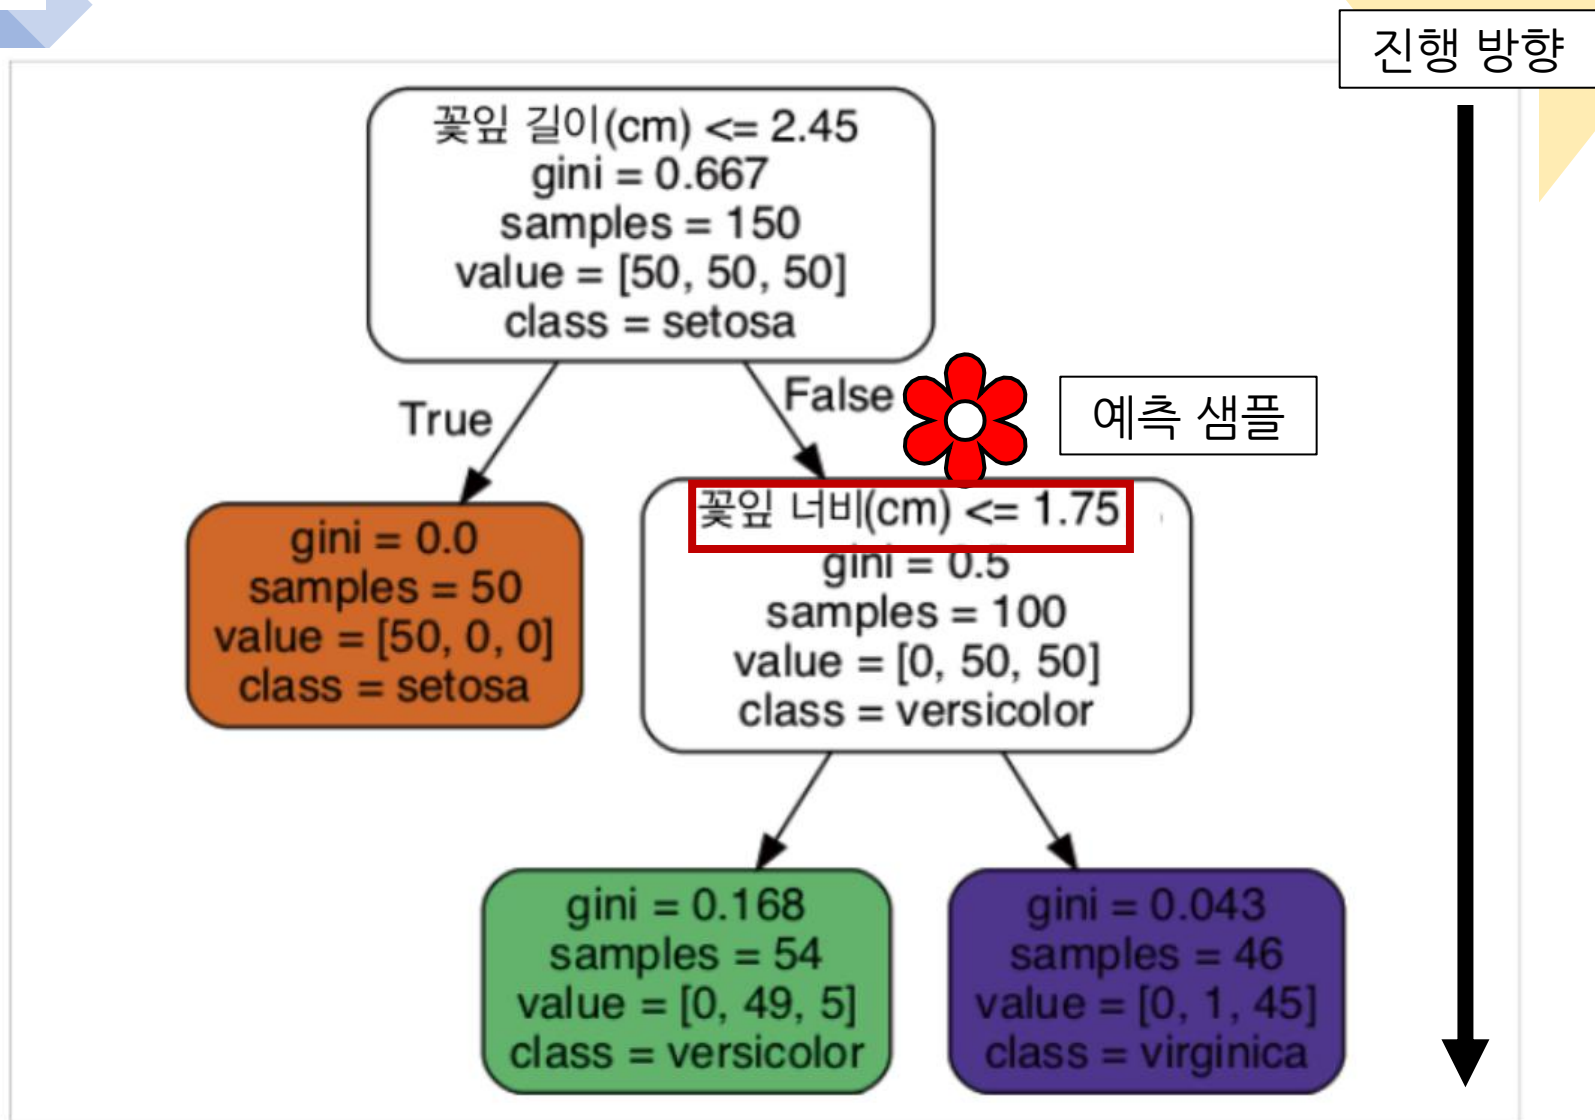 진행 방향
꽃잎 길이(cm) <= 2.45
gini = 0.667
samples = 150
value = [50, 50, 50]
class = setosa
True
False
예측 샘플
gini = 0.0
samples = 50
value = [50, 0, 0]
class = setosa
꽃잎 너비(cm) <= 1.75
gini = 0.5
samples = 100
value = [0, 50, 50]
class = versicolor
gini = 0.168
samples = 54
value = [0, 49, 5]
class = versicolor
gini = 0.043
samples = 46
value = [0, 1, 45]
class = virginica